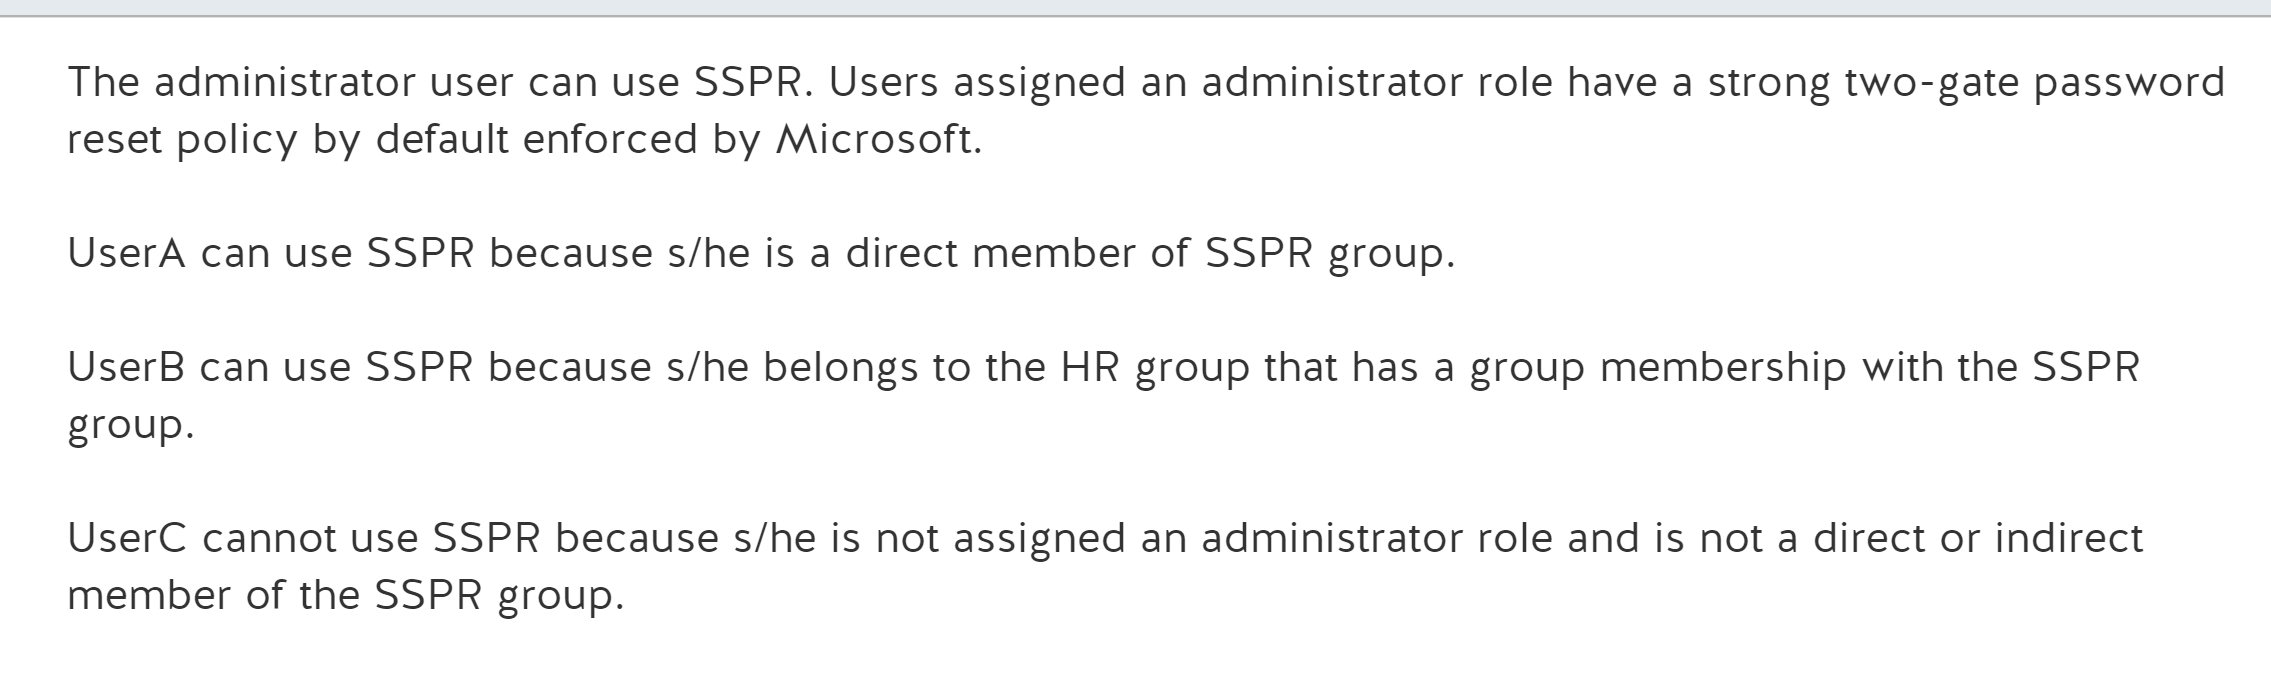 The administrator user can use SSPR. Users assigned an administrator role have a strong two-gate password
reset policy by default enforced by Microsoft.
UserA can use SSPR because s/he is a direct member of SSPR group.
UserB can use SSPR because s/he belongs to the HR group that has a group membership with the SSPR
group.
UserC cannot use SSPR because s/he is not assigned an administrator role and is not a direct or indirect
member of the SSPR group.